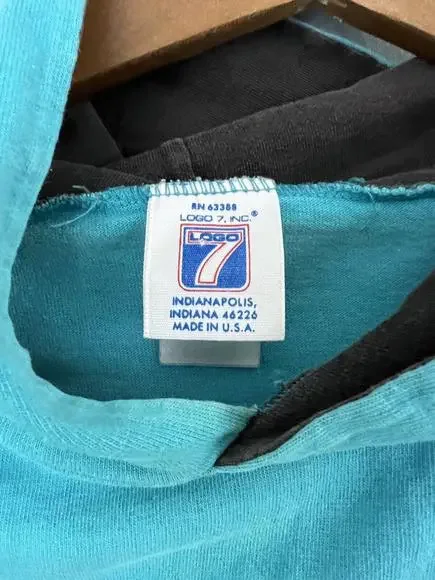 RN 63388
LOGO 7, INC.®
LOGO
7
INDIANAPOLIS,
INDIANA 46226
MADE IN U.S.A.